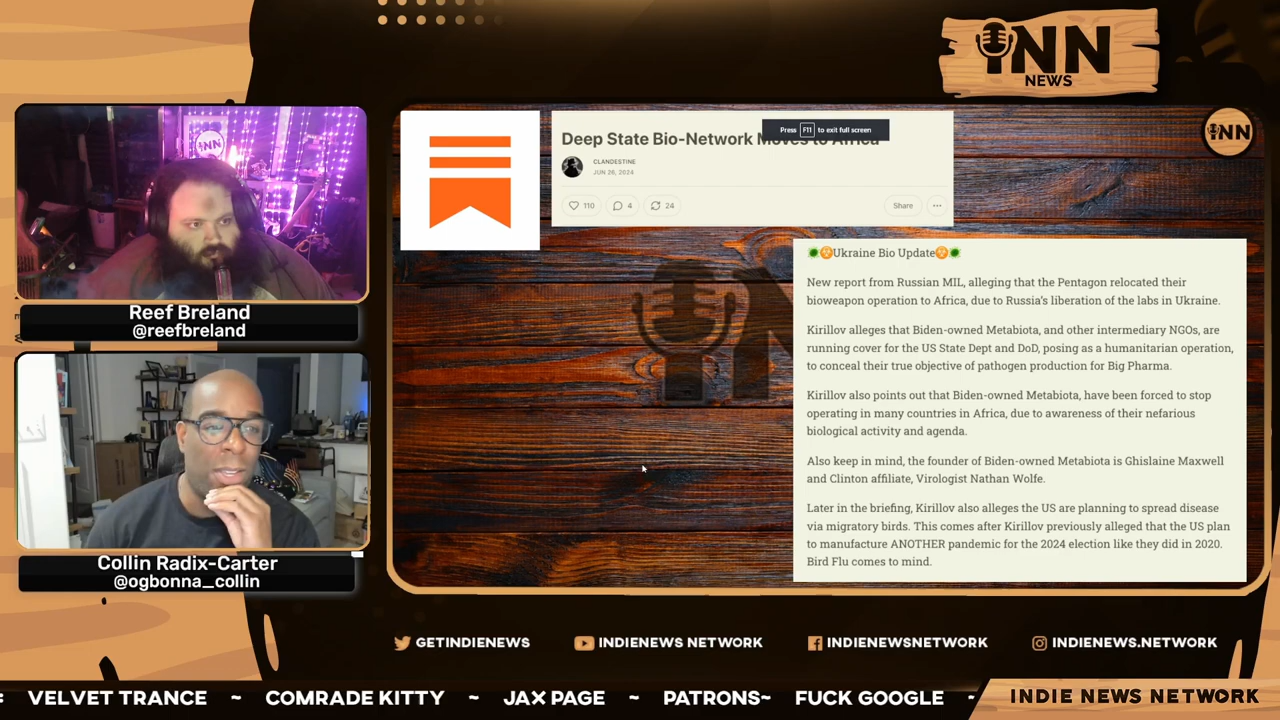 INN
NEWS
INN
Deep State Bio-Network Moves to Africa
Press F11 to exit full screen
CLANDESTINE
JUN 26, 2024
110
4
24
Share
Ukraine Bio Update
New report from Russian MIL, alleging that the Pentagon relocated their
bioweapon operation to Africa, due to Russia's liberation of the labs in Ukraine.
Kirillov alleges that Biden-owned Metabiota, and other intermediary NGOs, are
running cover for the US State Dept and DoD, posing as a humanitarian operation,
to conceal their true objective of pathogen production for Big Pharma.
Kirillov also points out that Biden-owned Metabiota, have been forced to stop
operating in many countries in Africa, due to awareness of their nefarious
biological activity and agenda.
Also keep in mind, the founder of Biden-owned Metabiota is Ghislaine Maxwell
and Clinton affiliate, Virologist Nathan Wolfe.
Later in the briefing, Kirillov also alleges the US are planning to spread disease
via migratory birds. This comes after Kirillov previously alleged that the US plan
to manufacture ANOTHER pandemic for the 2024 election like they did in 2020.
Bird Flu comes to mind.
Reef Breland
@reefbreland
Collin Radix-Carter
@ogbonna_collin
GETINDIENEWS
INDIENEWS NETWORK
INDIENEWSNETWORK
INDIENEWS.NETWORK
VELVET TRANCE ~ COMRADE KITTY ~ JAX PAGE ~ PATRONS~ FUCK GOOGLE ~
INDIE NEWS NETWORK